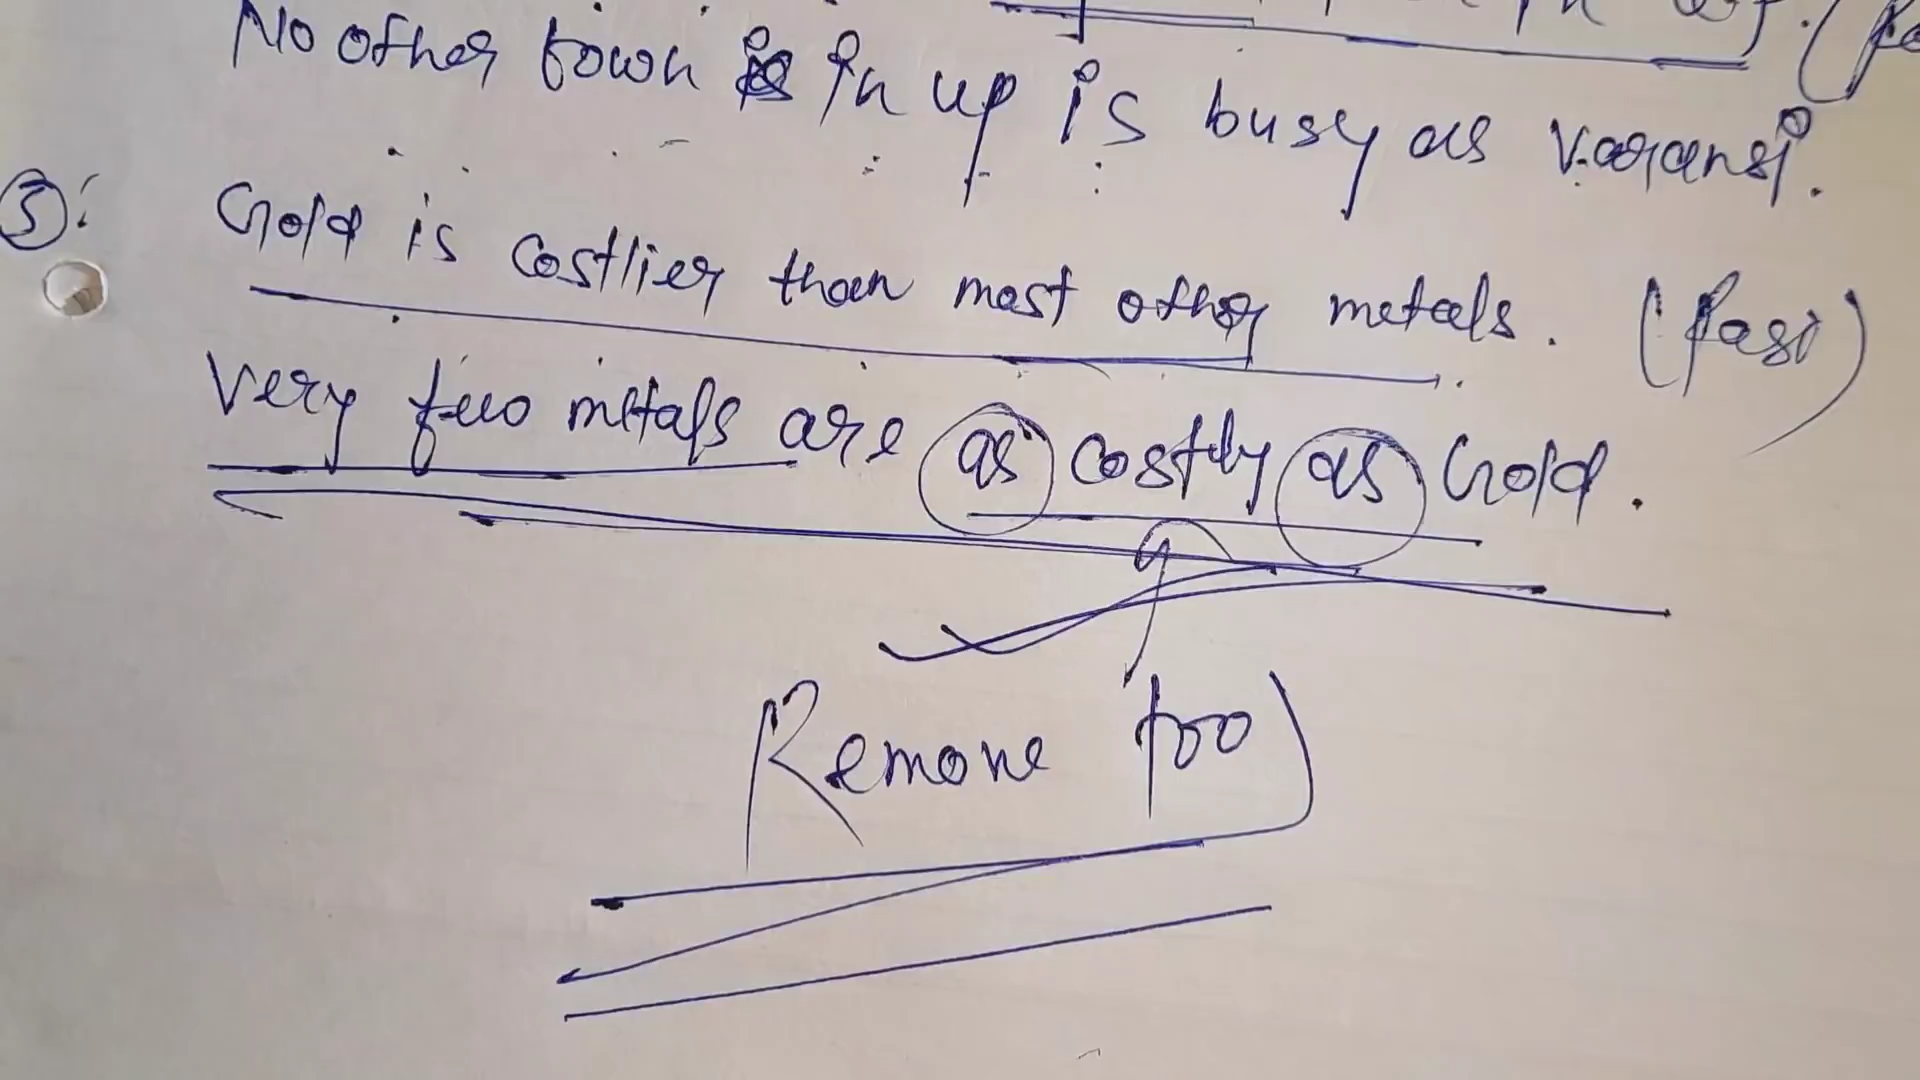 No other town in up is busy as varansi.
③: Gold is costlier than most other metals. (Posi)
Very few metals are as costly as Gold.
Remove too